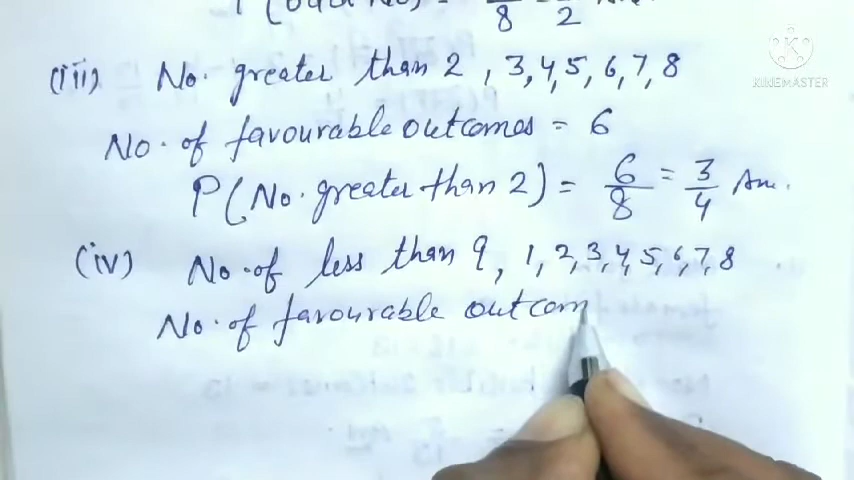 8 2
(iii) No. greater than 2, 3,4,5,6,7,8
KINEMASTER
No. of favourable outcomes = 6
P(No. greater than 2) = 6/8 = 3/4 Ans.
(iv) No. of less than 9, 1,2,3,4,5,6,7,8
No. of favourable outcom